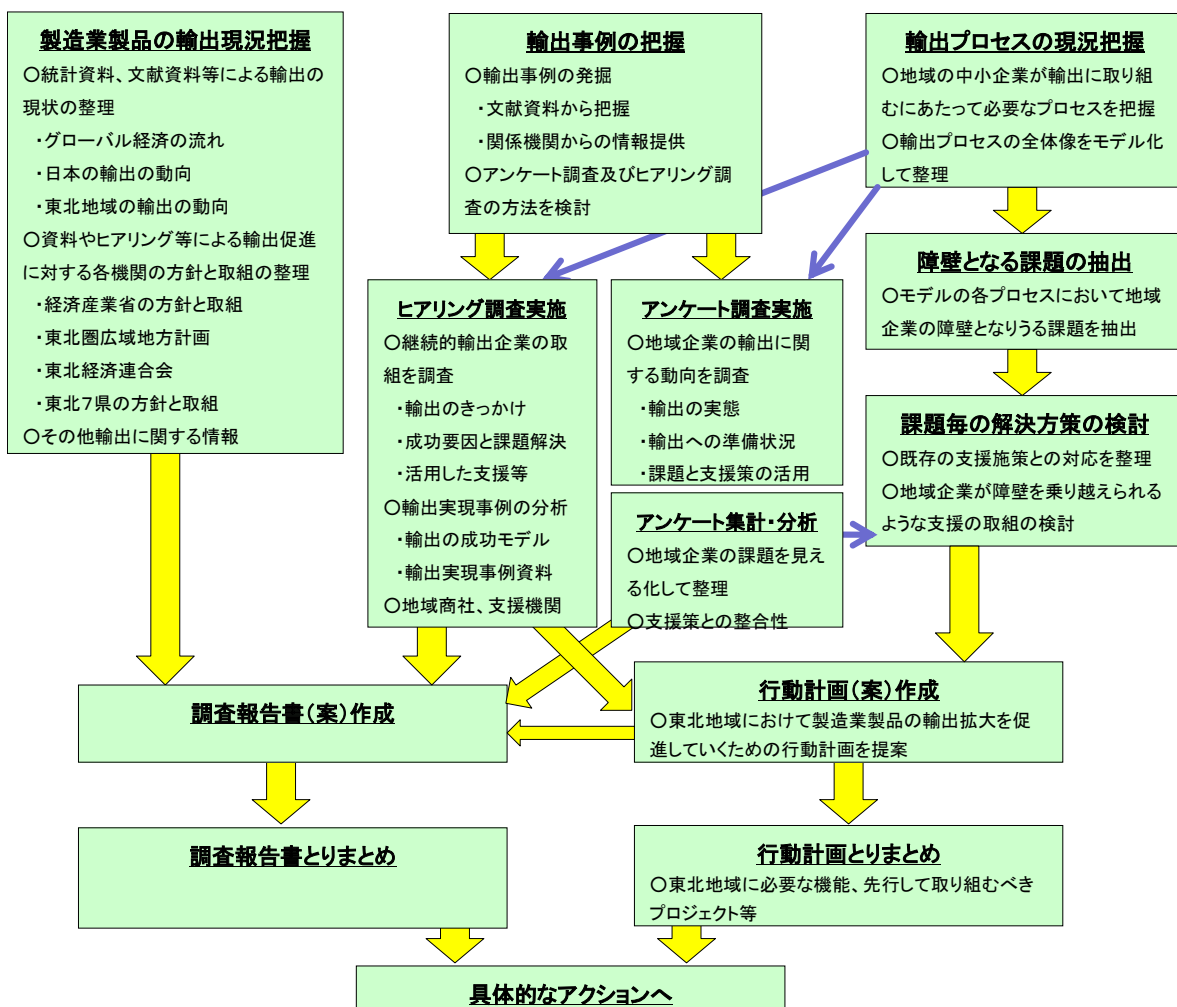 製造業製品の輸出現況把握
○統計資料、文献資料等による輸出の
現状の整理
・グローバル経済の流れ
・日本の輸出の動向
・東北地域の輸出の動向
○資料やヒアリング等による輸出促進
に対する各機関の方針と取組の整理
・経済産業省の方針と取組
・東北圏広域地方計画
・東北経済連合会
・東北7県の方針と取組
○その他輸出に関する情報
輸出事例の把握
○輸出事例の発掘
・文献資料から把握
・関係機関からの情報提供
○アンケート調査及びヒアリング調
査の方法を検討
輸出プロセスの現況把握
○地域の中小企業が輸出に取り組
むにあたって必要なプロセスを把握
○輸出プロセスの全体像をモデル化
して整理
ヒアリング調査実施
○継続的輸出企業の取
組を調査
・輸出のきっかけ
・成功要因と課題解決
・活用した支援等
○輸出実現事例の分析
・輸出の成功モデル
・輸出実現事例資料
○地域商社、支援機関
アンケート調査実施
○地域企業の輸出に関
する動向を調査
・輸出の実態
・輸出への準備状況
・課題と支援策の活用
アンケート集計・分析
○地域企業の課題を見え
る化して整理
○支援策との整合性
障壁となる課題の抽出
○モデルの各プロセスにおいて地域
企業の障壁となりうる課題を抽出
課題毎の解決方策の検討
○既存の支援施策との対応を整理
○地域企業が障壁を乗り越えられる
ような支援の取組の検討
調査報告書(案)作成
行動計画(案)作成
○東北地域において製造業製品の輸出拡大を促
進していくための行動計画を提案
調査報告書とりまとめ
行動計画とりまとめ
○東北地域に必要な機能、先行して取り組むべき
プロジェクト等
具体的なアクションへ